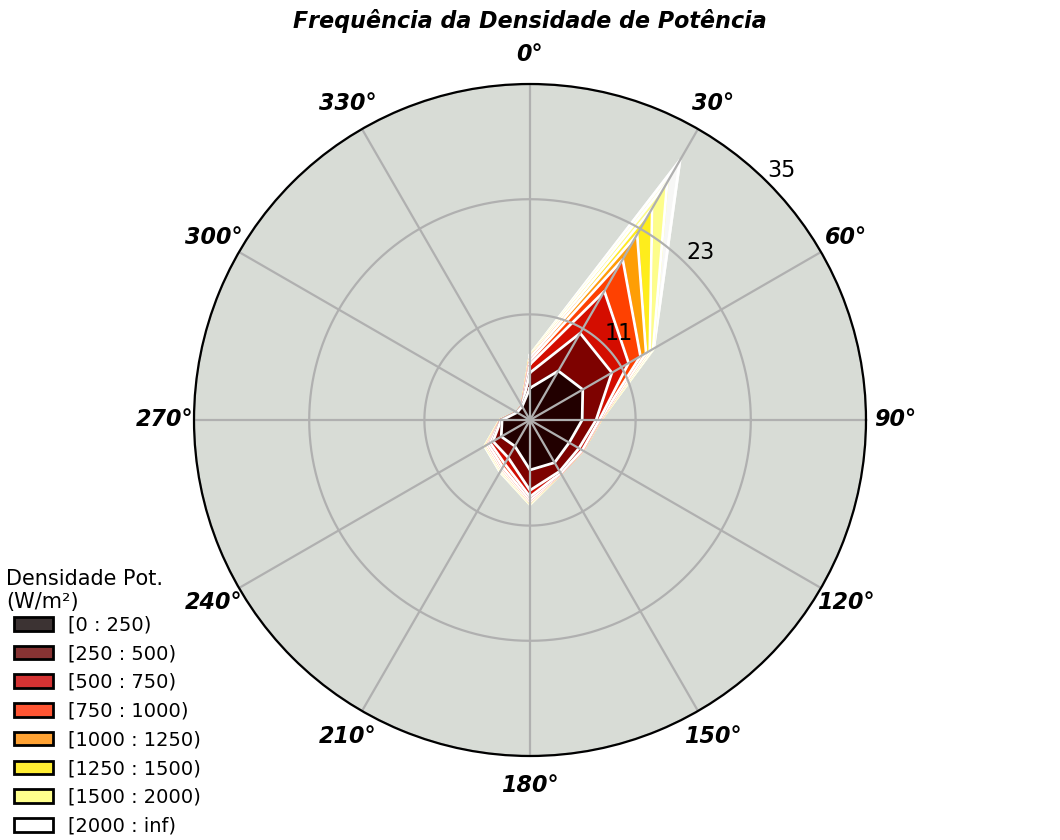 Frequência da Densidade de Potência
0°
330°
30°
35
300°
60°
23
11
270°
90°
240°
120°
210°
150°
180°
Densidade Pot.
(W/m²)
[0 : 250)
[250 : 500)
[500 : 750)
[750 : 1000)
[1000 : 1250)
[1250 : 1500)
[1500 : 2000)
[2000 : inf)